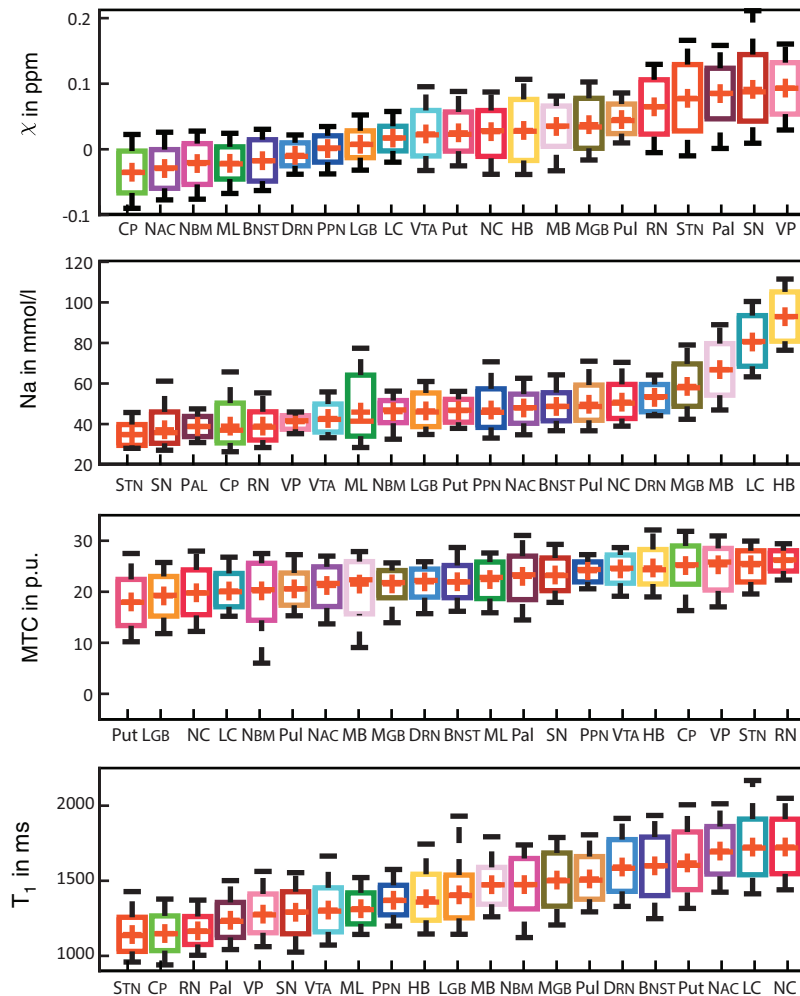 χ in ppm
0.2
0.1
0
-0.1
CP NAC NBM ML BNST DRN PPN LGB LC VTA Put NC HB MB MGB Pul RN STN Pal SN VP
Na in mmol/l
120
100
80
60
40
20
STN SN PAL CP RN VP VTA ML NBM LGB Put PPN NAC BNST Pul NC DRN MGB MB LC HB
MTC in p.u.
30
20
10
0
Put LGB NC LC NBM Pul NAC MB MGB DRN BNST ML Pal SN PPN VTA HB CP VP STN RN
T1 in ms
2000
1500
1000
STN CP RN Pal VP SN VTA ML PPN HB LGB MB NBM MGB Pul DRN BNST Put NAC LC NC